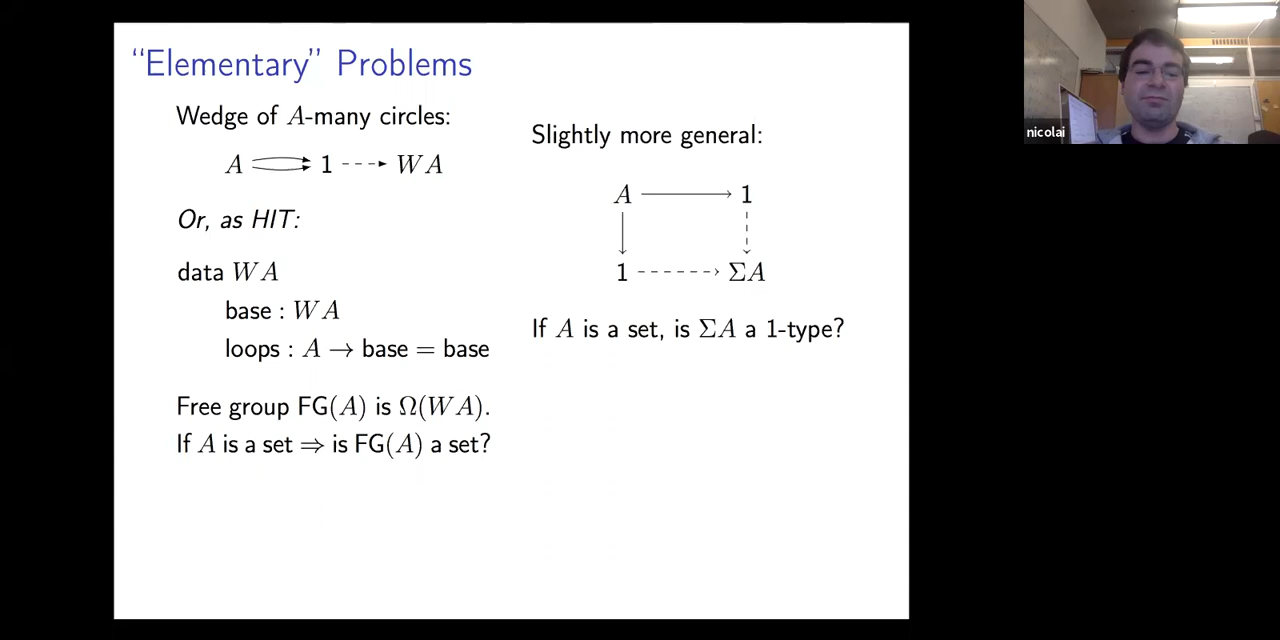 “Elementary” Problems
Wedge of A-many circles:
A 1 WA
Or, as HIT:
data WA
base : WA
loops : A → base = base
Free group FG(A) is Ω(WA).
If A is a set ⇒ is FG(A) a set?
Slightly more general:
A 1
1 ΣA
If A is a set, is ΣA a 1-type?
nicolai